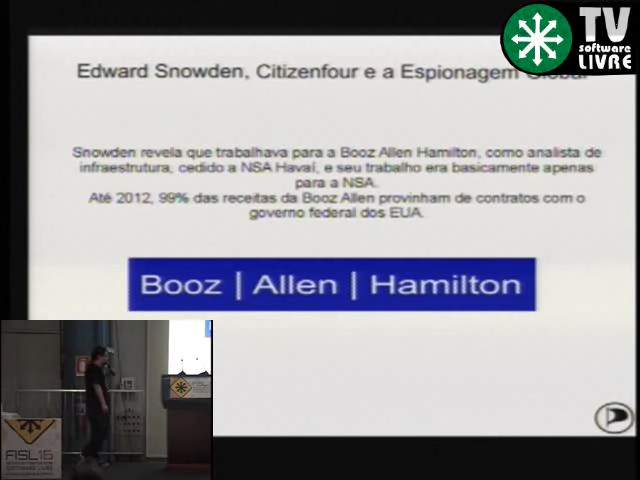 TV
software
LIVRE
Edward Snowden, Citizenfour e a Espionagem Global
Snowden revela que trabalhava para a Booz Allen Hamilton, como analista de
infraestrutura, cedido a NSA Havaí, e seu trabalho era basicamente apenas
para a NSA.
Até 2012, 99% das receitas da Booz Allen provinham de contratos com o
governo federal dos EUA.
Booz | Allen | Hamilton
FISL16
SOFTWARE LIVRE